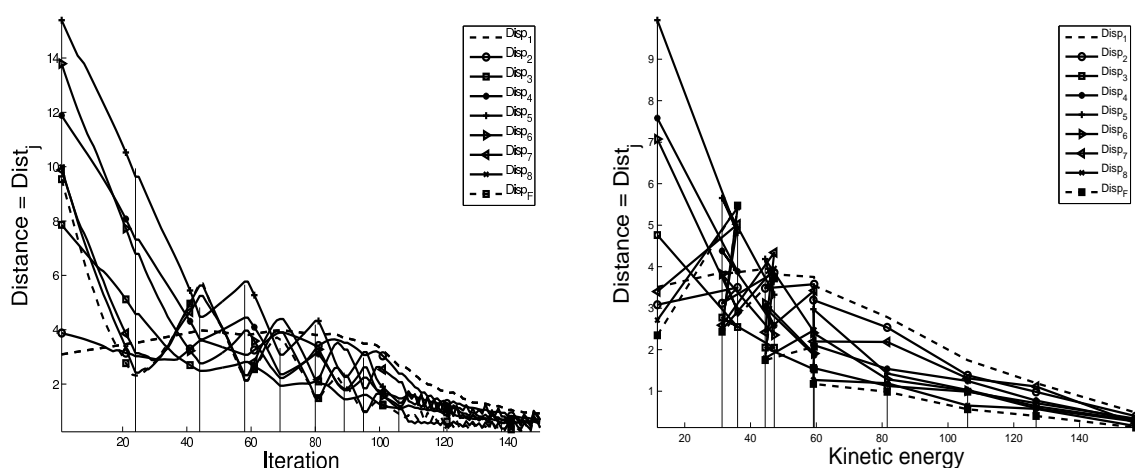 14
12
10
8
6
4
2
20
40
60
80
100
120
140
Distance = Dist_j
Iteration
Disp_1
Disp_2
Disp_3
Disp_4
Disp_5
Disp_6
Disp_7
Disp_8
Disp_F
9
8
7
6
5
4
3
2
1
20
40
60
80
100
120
140
Distance = Dist_j
Kinetic energy
Disp_1
Disp_2
Disp_3
Disp_4
Disp_5
Disp_6
Disp_7
Disp_8
Disp_F